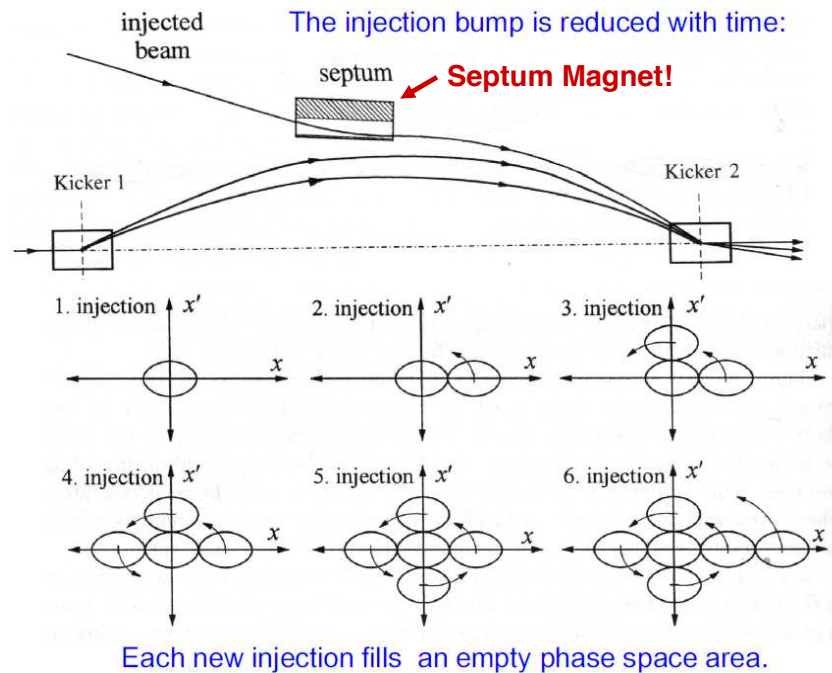 The injection bump is reduced with time:
injected
beam
septum
Septum Magnet!
Kicker 1
Kicker 2
1. injection x'
x
2. injection x'
x
3. injection x'
x
4. injection x'
x
5. injection x'
x
6. injection x'
x
Each new injection fills an empty phase space area.